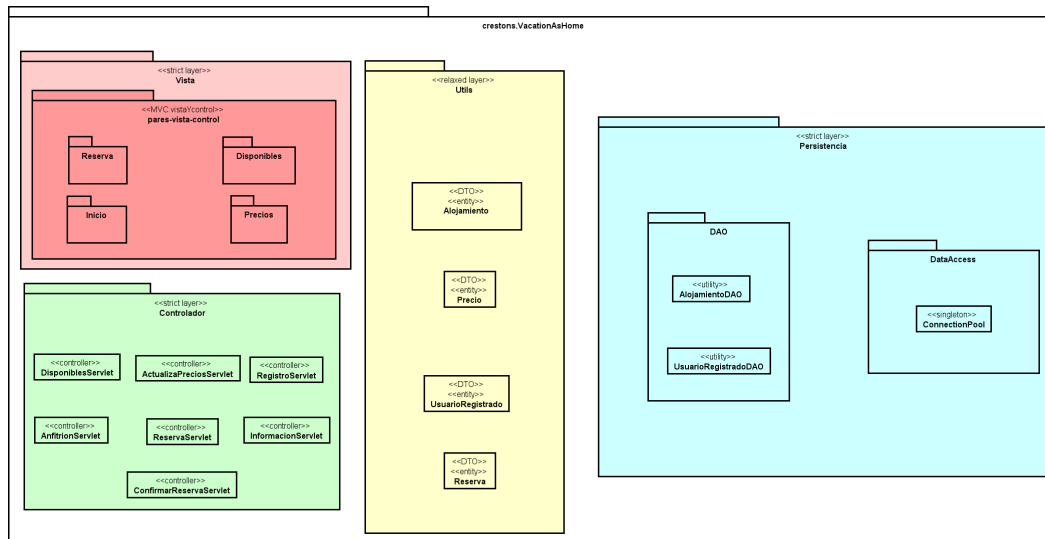 crestons.VacationAsHome
<<strict layer>>
Vista
<<MVC.vistaYcontrol>>
pares-vista-control
Reserva
Disponibles
Inicio
Precios
<<strict layer>>
Controlador
<<controller>>
DisponiblesServlet
<<controller>>
ActualizaPreciosServlet
<<controller>>
RegistroServlet
<<controller>>
AnfitrionServlet
<<controller>>
ReservaServlet
<<controller>>
InformacionServlet
<<controller>>
ConfirmarReservaServlet
<<relaxed layer>>
Utils
<<DTO>>
<<entity>>
Alojamiento
<<DTO>>
<<entity>>
Precio
<<DTO>>
<<entity>>
UsuarioRegistrado
<<DTO>>
<<entity>>
Reserva
<<strict layer>>
Persistencia
DAO
<<utility>>
AlojamientoDAO
<<utility>>
UsuarioRegistradoDAO
DataAccess
<<singleton>>
ConnectionPool